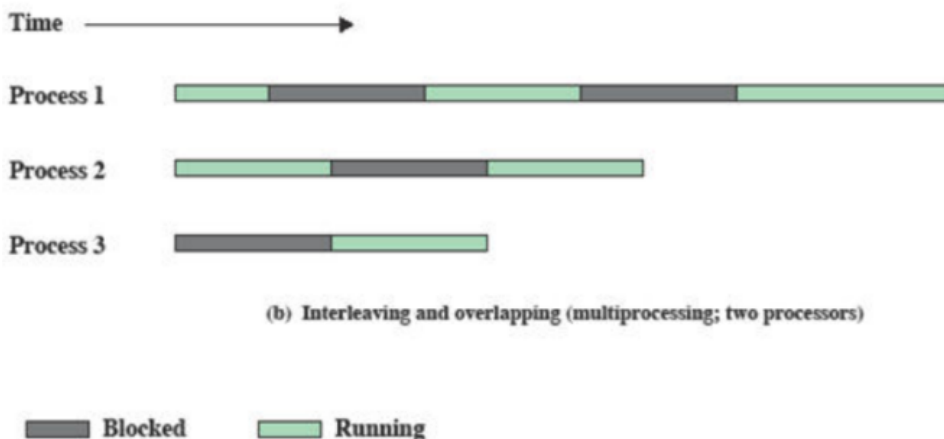 Time
Process 1
Process 2
Process 3
(b) Interleaving and overlapping (multiprocessing; two processors)
Blocked Running